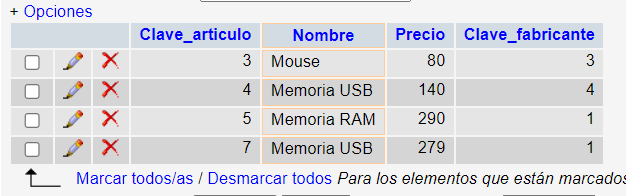 + Opciones
Clave_articulo Nombre Precio Clave_fabricante
3 Mouse 80 3
4 Memoria USB 140 4
5 Memoria RAM 290 1
7 Memoria USB 279 1
Marcar todos/as / Desmarcar todos Para los elementos que están marcados